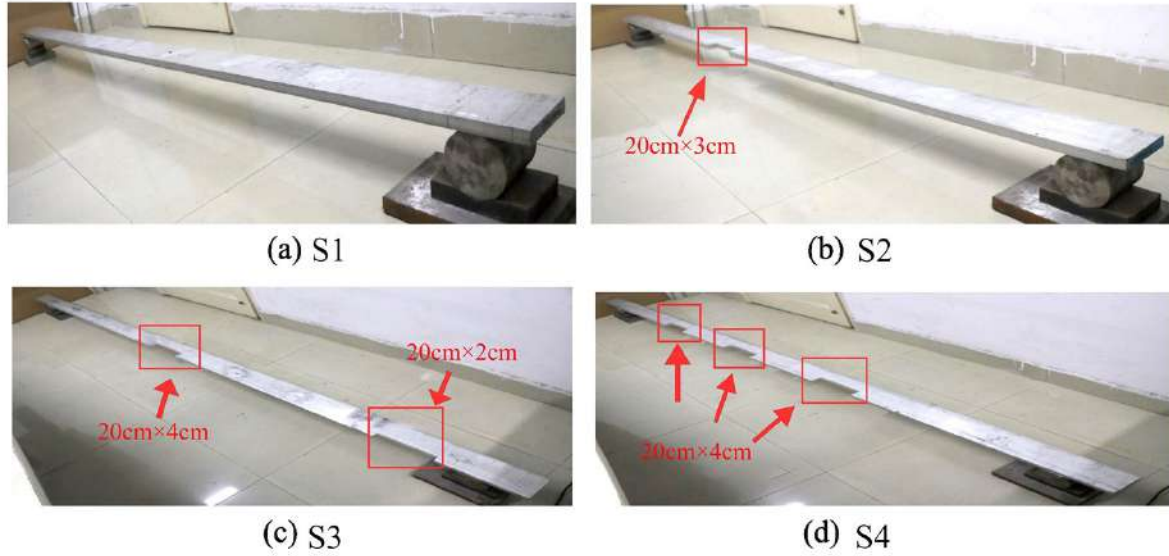 20cm×3cm
(a) S1
(b) S2
20cm×2cm
20cm×4cm
20cm×4cm
(c) S3
(d) S4